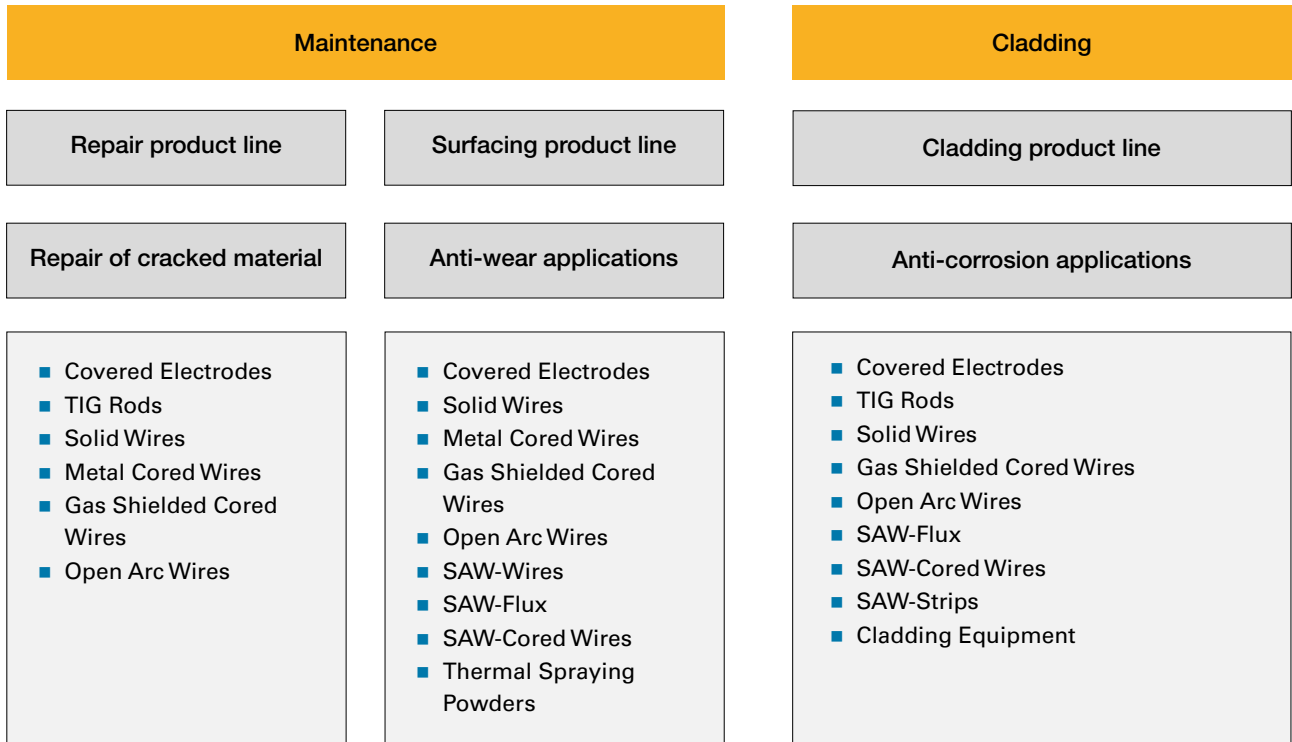 Maintenance
Cladding
Repair product line
Surfacing product line
Cladding product line
Repair of cracked material
Anti-wear applications
Anti-corrosion applications
Covered Electrodes
TIG Rods
Solid Wires
Metal Cored Wires
Gas Shielded Cored
Wires
Open Arc Wires
Covered Electrodes
Solid Wires
Metal Cored Wires
Gas Shielded Cored
Wires
Open Arc Wires
SAW-Wires
SAW-Flux
SAW-Cored Wires
Thermal Spraying
Powders
Covered Electrodes
TIG Rods
Solid Wires
Gas Shielded Cored Wires
Open Arc Wires
SAW-Flux
SAW-Cored Wires
SAW-Strips
Cladding Equipment